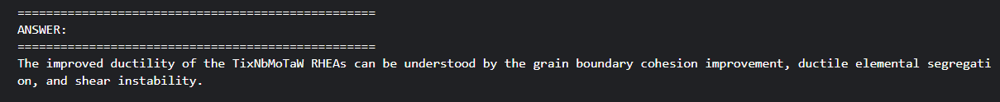 ==================================================
ANSWER:
==================================================
The improved ductility of the TixNbMoTaW RHEAs can be understood by the grain boundary cohesion improvement, ductile elemental segregati
on, and shear instability.